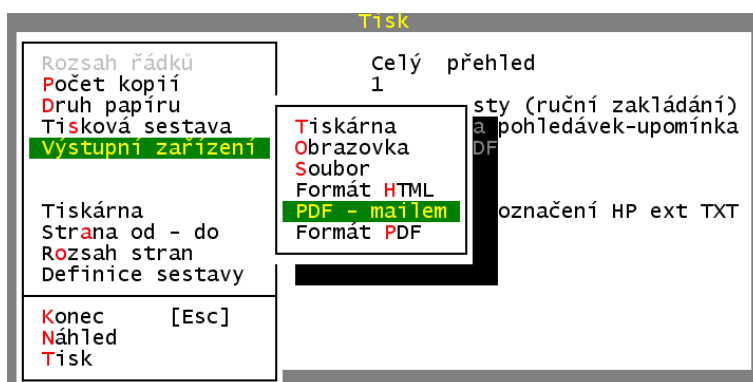 Tisk
Rozsah řádků Celý přehled
Počet kopií 1
Druh papíru sty (ruční zakládání)
Tisková sestava Tiskárna a pohledávek-upomínka
Výstupní zařízení Obrazovka DF
Soubor
Formát HTML
Tiskárna PDF - mailem označení HP ext TXT
Strana od - do Formát PDF
Rozsah stran
Definice sestavy
Konec [Esc]
Náhled
Tisk